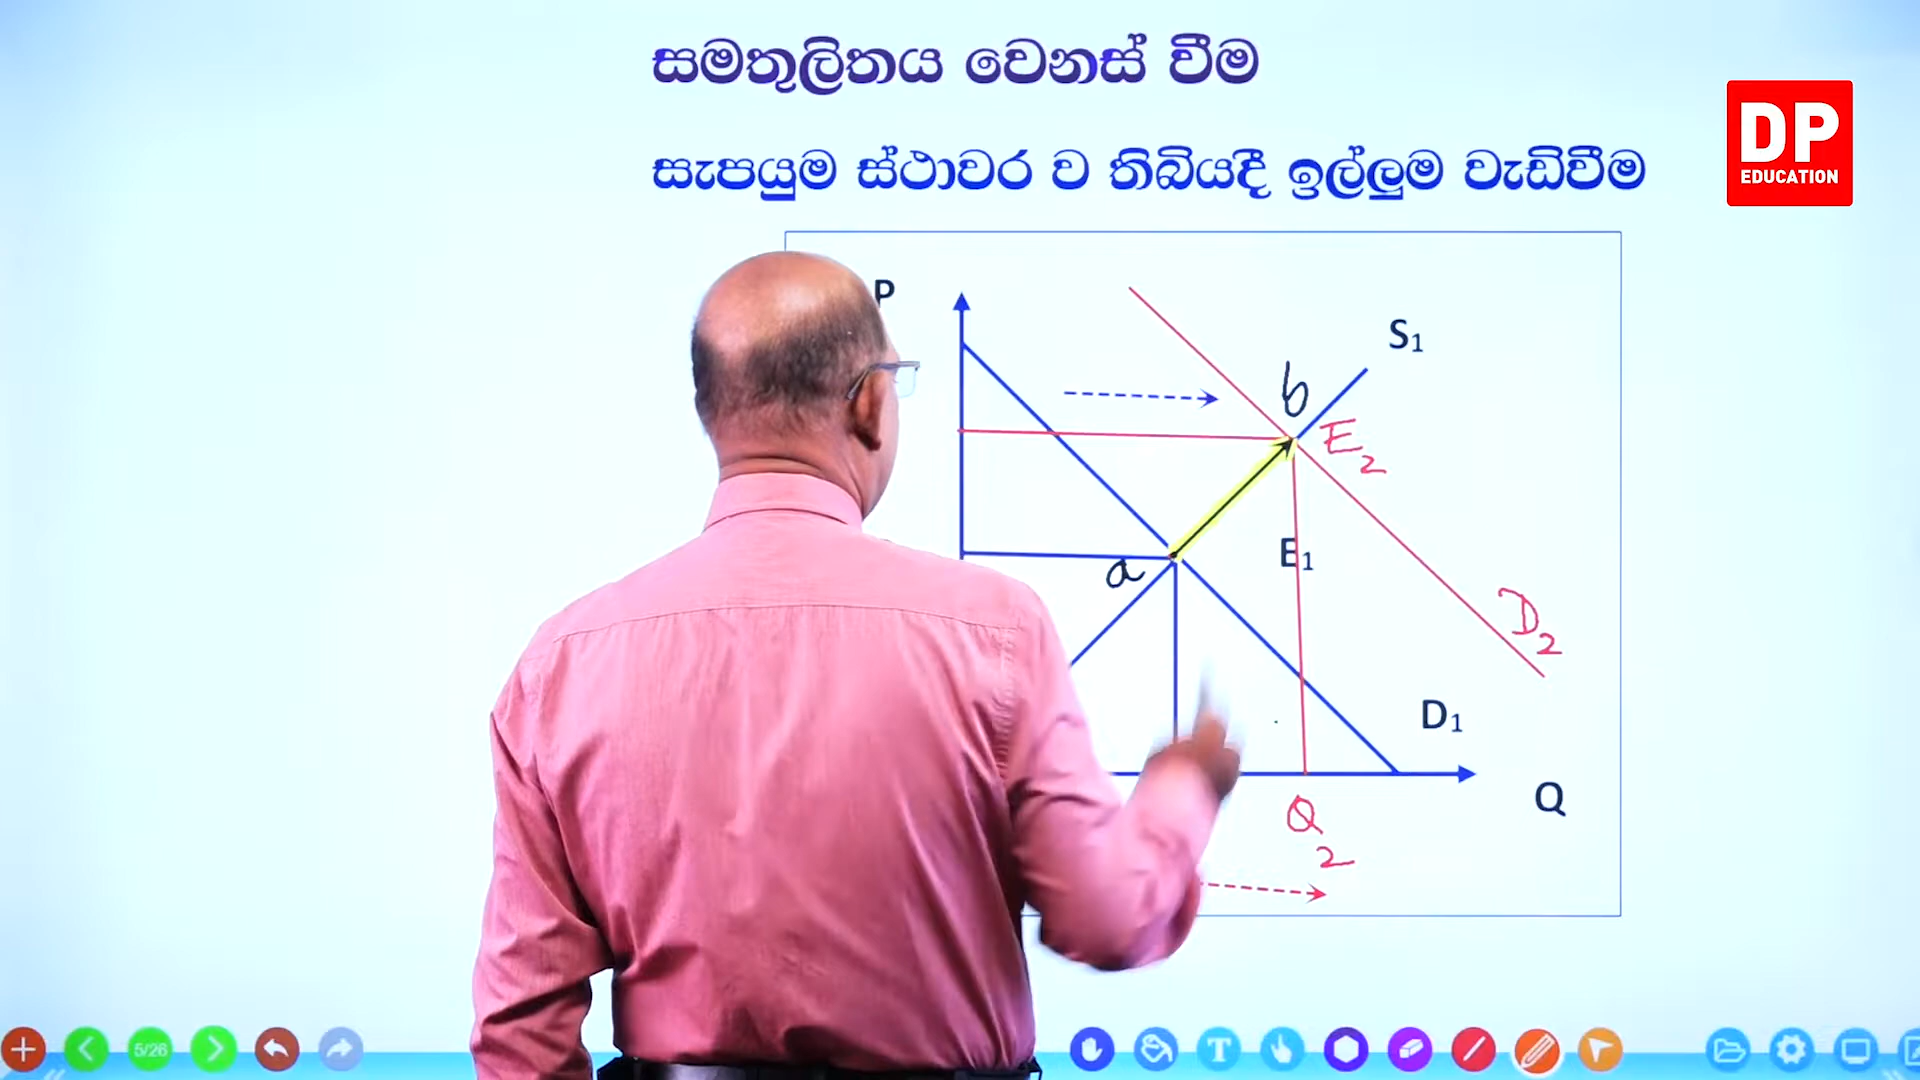 සමතුලිතය වෙනස් වීම
සැපයුම ස්ථාවර ව තිබියදී ඉල්ලුම වැඩිවීම
DP
EDUCATION
P
S1
b
E2
E1
a
D2
D1
Q
Q2
5/26
T